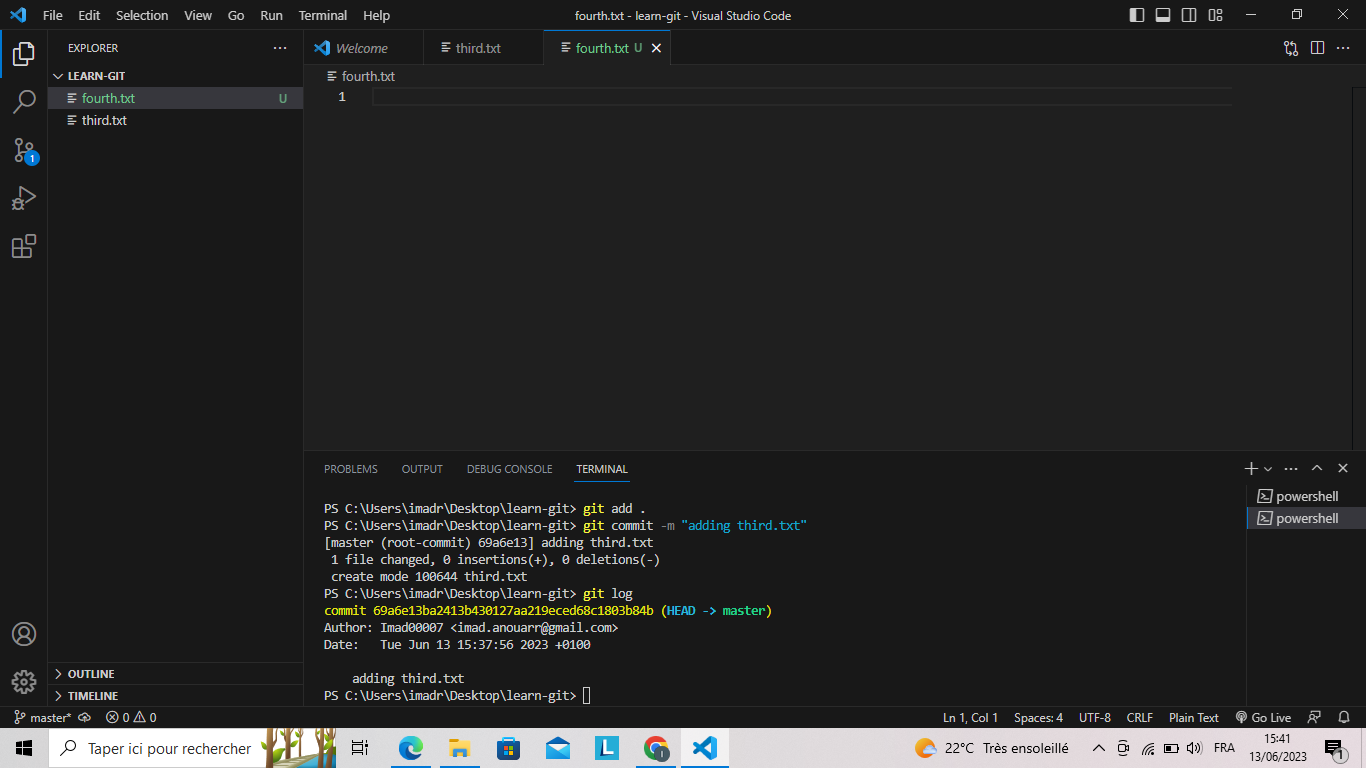 File Edit Selection View Go Run Terminal Help
fourth.txt - learn-git - Visual Studio Code
EXPLORER
LEARN-GIT
fourth.txt U
third.txt
Welcome
third.txt
fourth.txt U
fourth.txt
1
1
PROBLEMS OUTPUT DEBUG CONSOLE TERMINAL
PS C:\Users\imadr\Desktop\learn-git> git add .
PS C:\Users\imadr\Desktop\learn-git> git commit -m "adding third.txt"
[master (root-commit) 69a6e13] adding third.txt
 1 file changed, 0 insertions(+), 0 deletions(-)
 create mode 100644 third.txt
PS C:\Users\imadr\Desktop\learn-git> git log
commit 69a6e13ba2413b430127aa219eced68c1803b84b (HEAD -> master)
Author: Imad00007 <imad.anouarr@gmail.com>
Date:   Tue Jun 13 15:37:56 2023 +0100
    adding third.txt
PS C:\Users\imadr\Desktop\learn-git>
powershell
powershell
OUTLINE
TIMELINE
master* 0 0
Ln 1, Col 1 Spaces: 4 UTF-8 CRLF Plain Text Go Live
Taper ici pour rechercher
L
I
22°C Très ensoleillé
FRA
15:41
13/06/2023
1